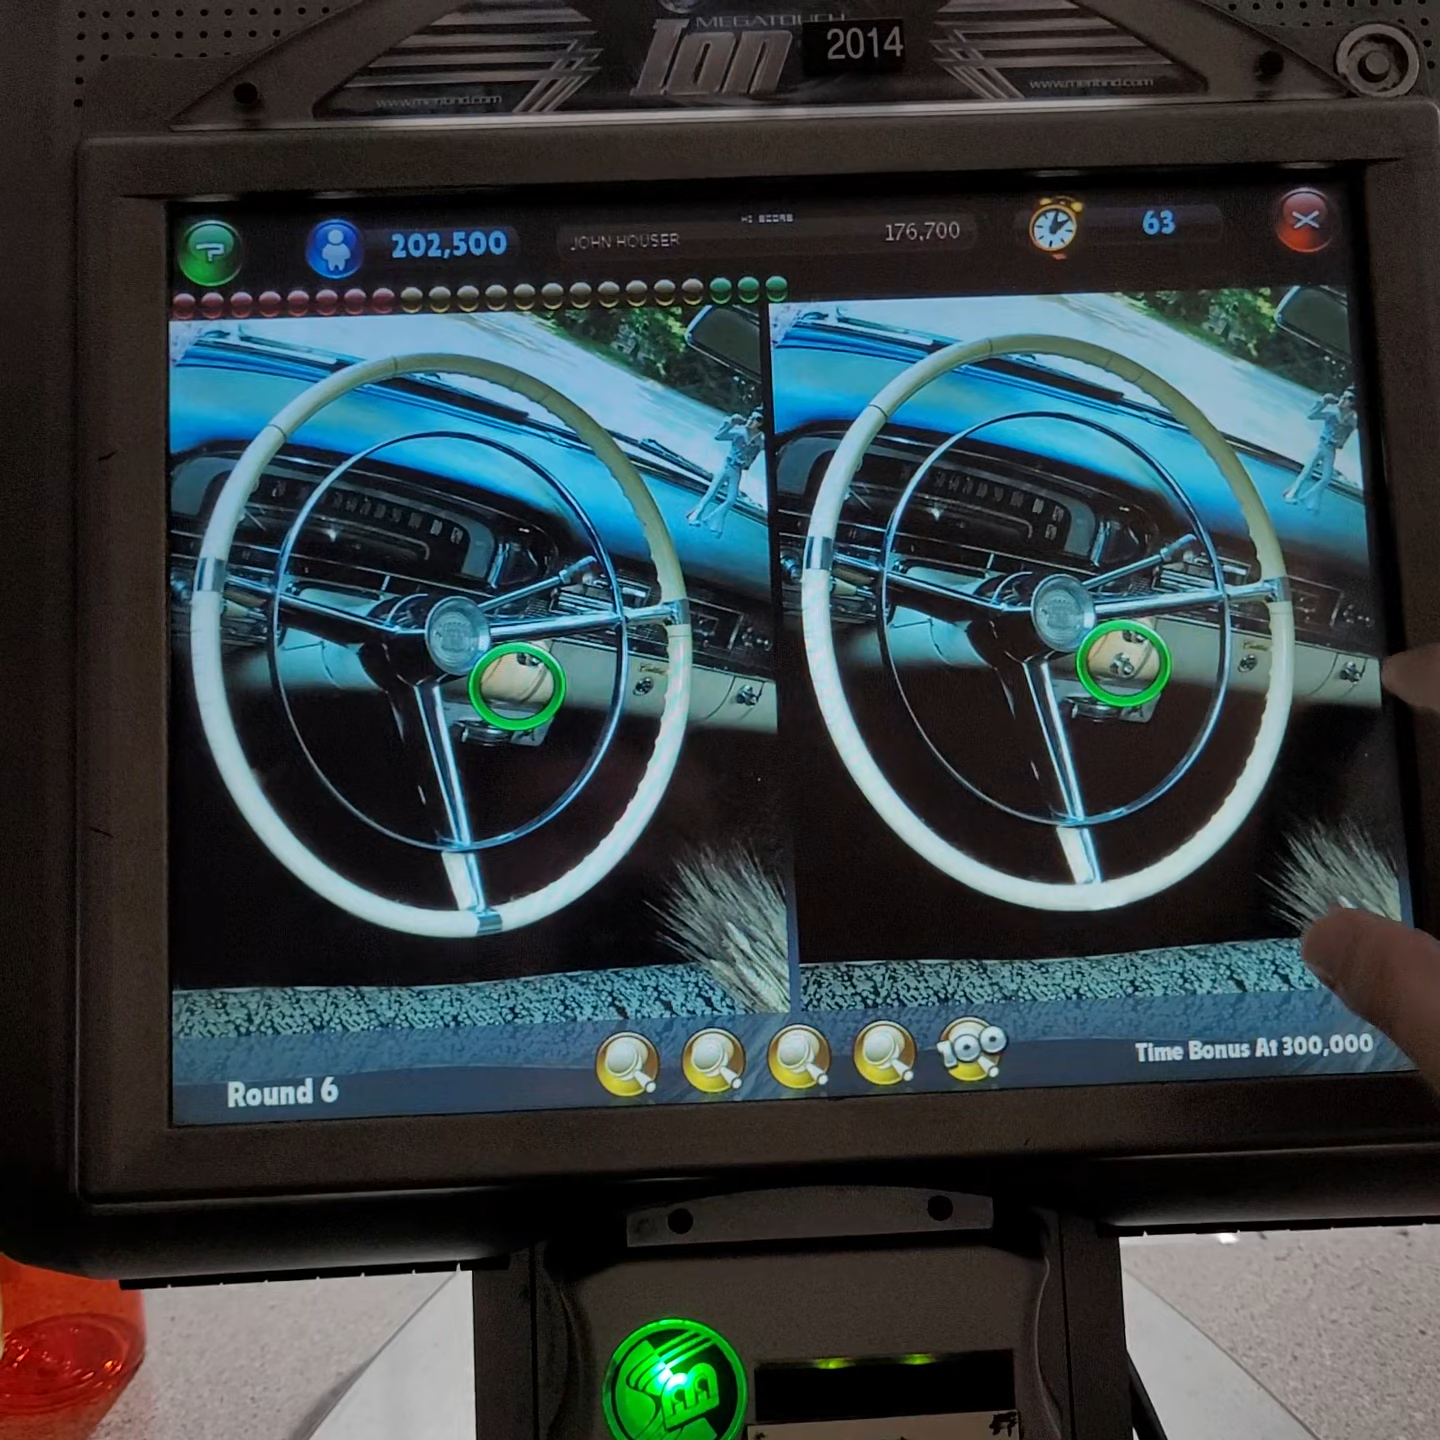 MEGATOUCH
Ion 2014
www.meritind.com
www.meritind.com
202,500
HI SCORE
JOHN HOUSER 176,700
63
100
Round 6
Time Bonus At 300,000